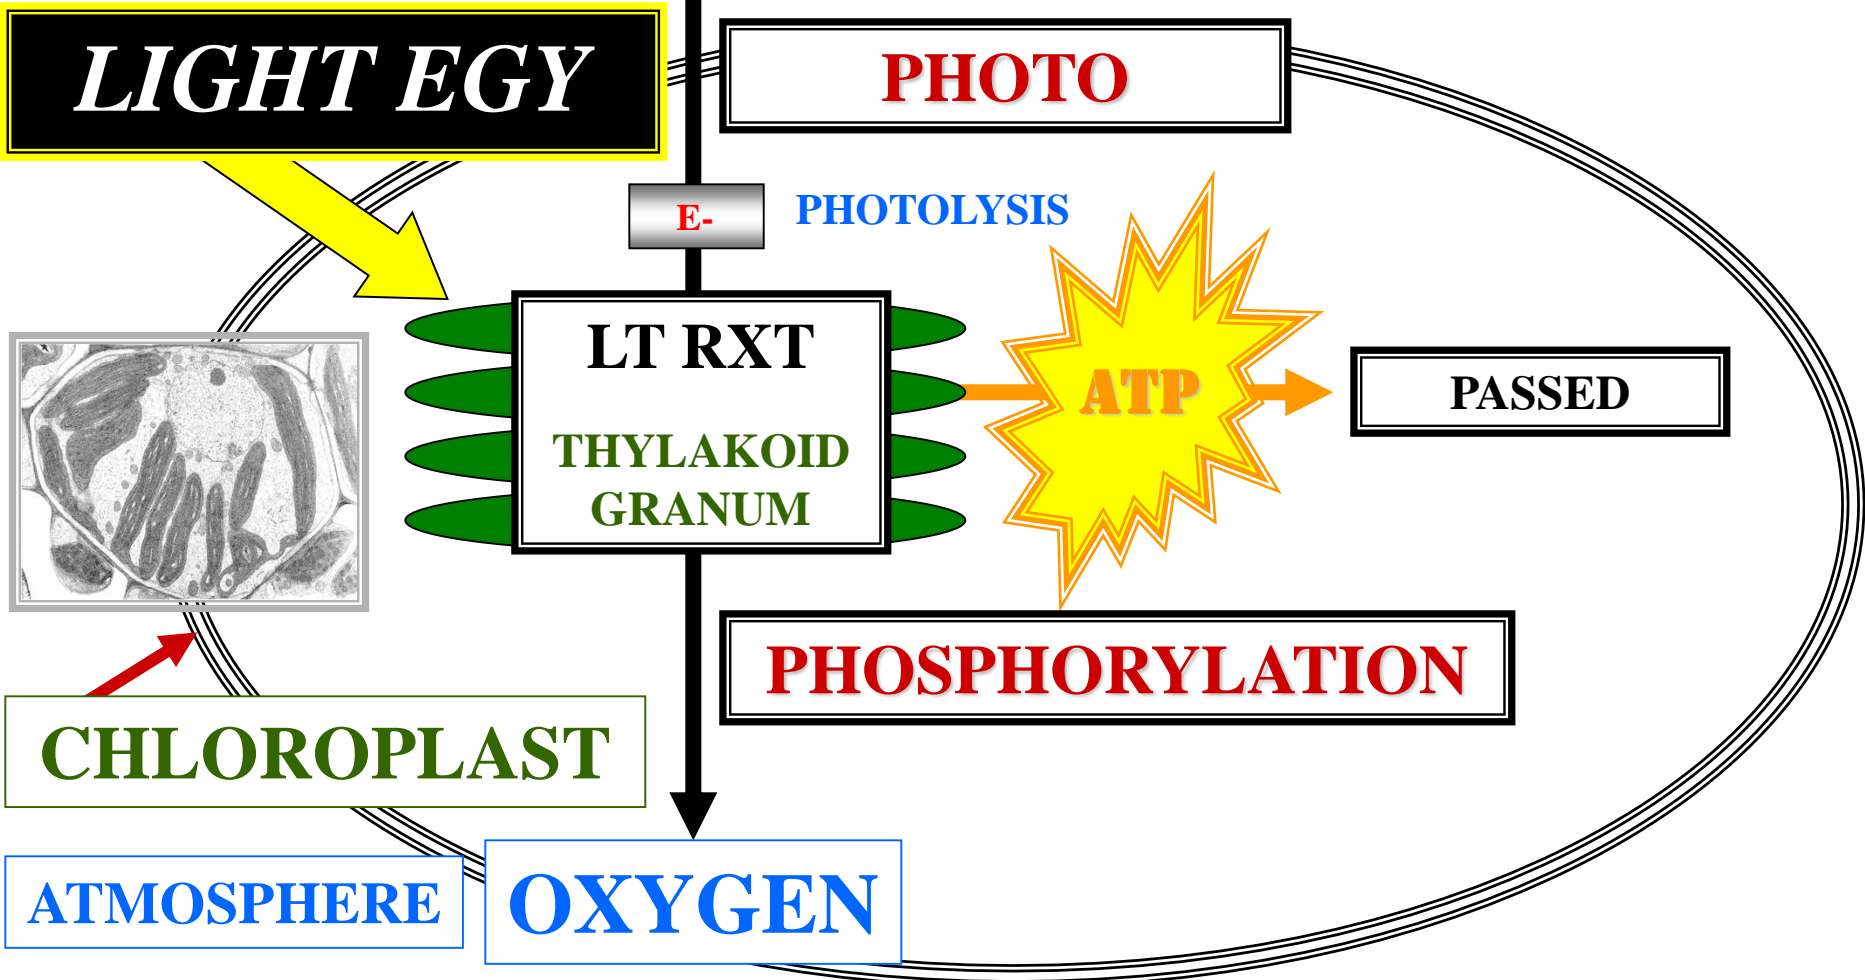 LIGHT EGY
PHOTO
E-
PHOTOLYSIS
LT RXT
THYLAKOID
GRANUM
ATP
PASSED
PHOSPHORYLATION
CHLOROPLAST
ATMOSPHERE
OXYGEN